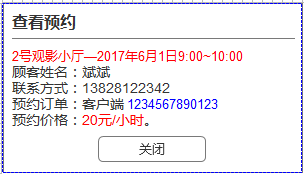 查看预约
2号观影小厅—2017年6月1日9:00~10:00
顾客姓名：斌斌
联系方式：13828122342
预约订单：客户端 1234567890123
预约价格：20元/小时。
关闭